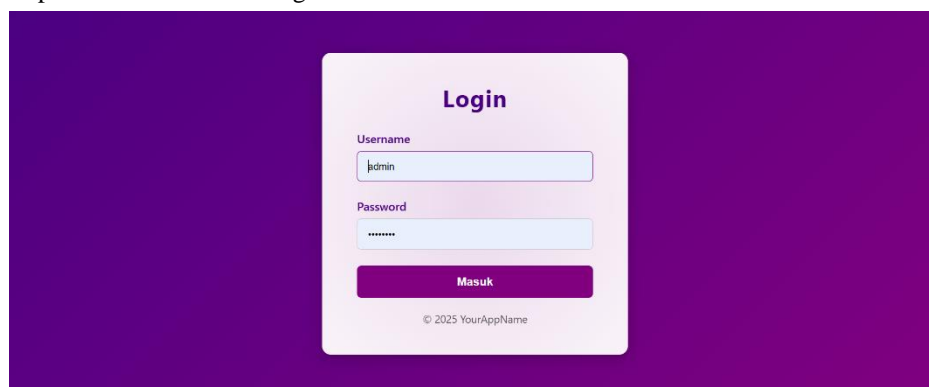 Login
Username
admin
Password
••••••••
Masuk
© 2025 YourAppName